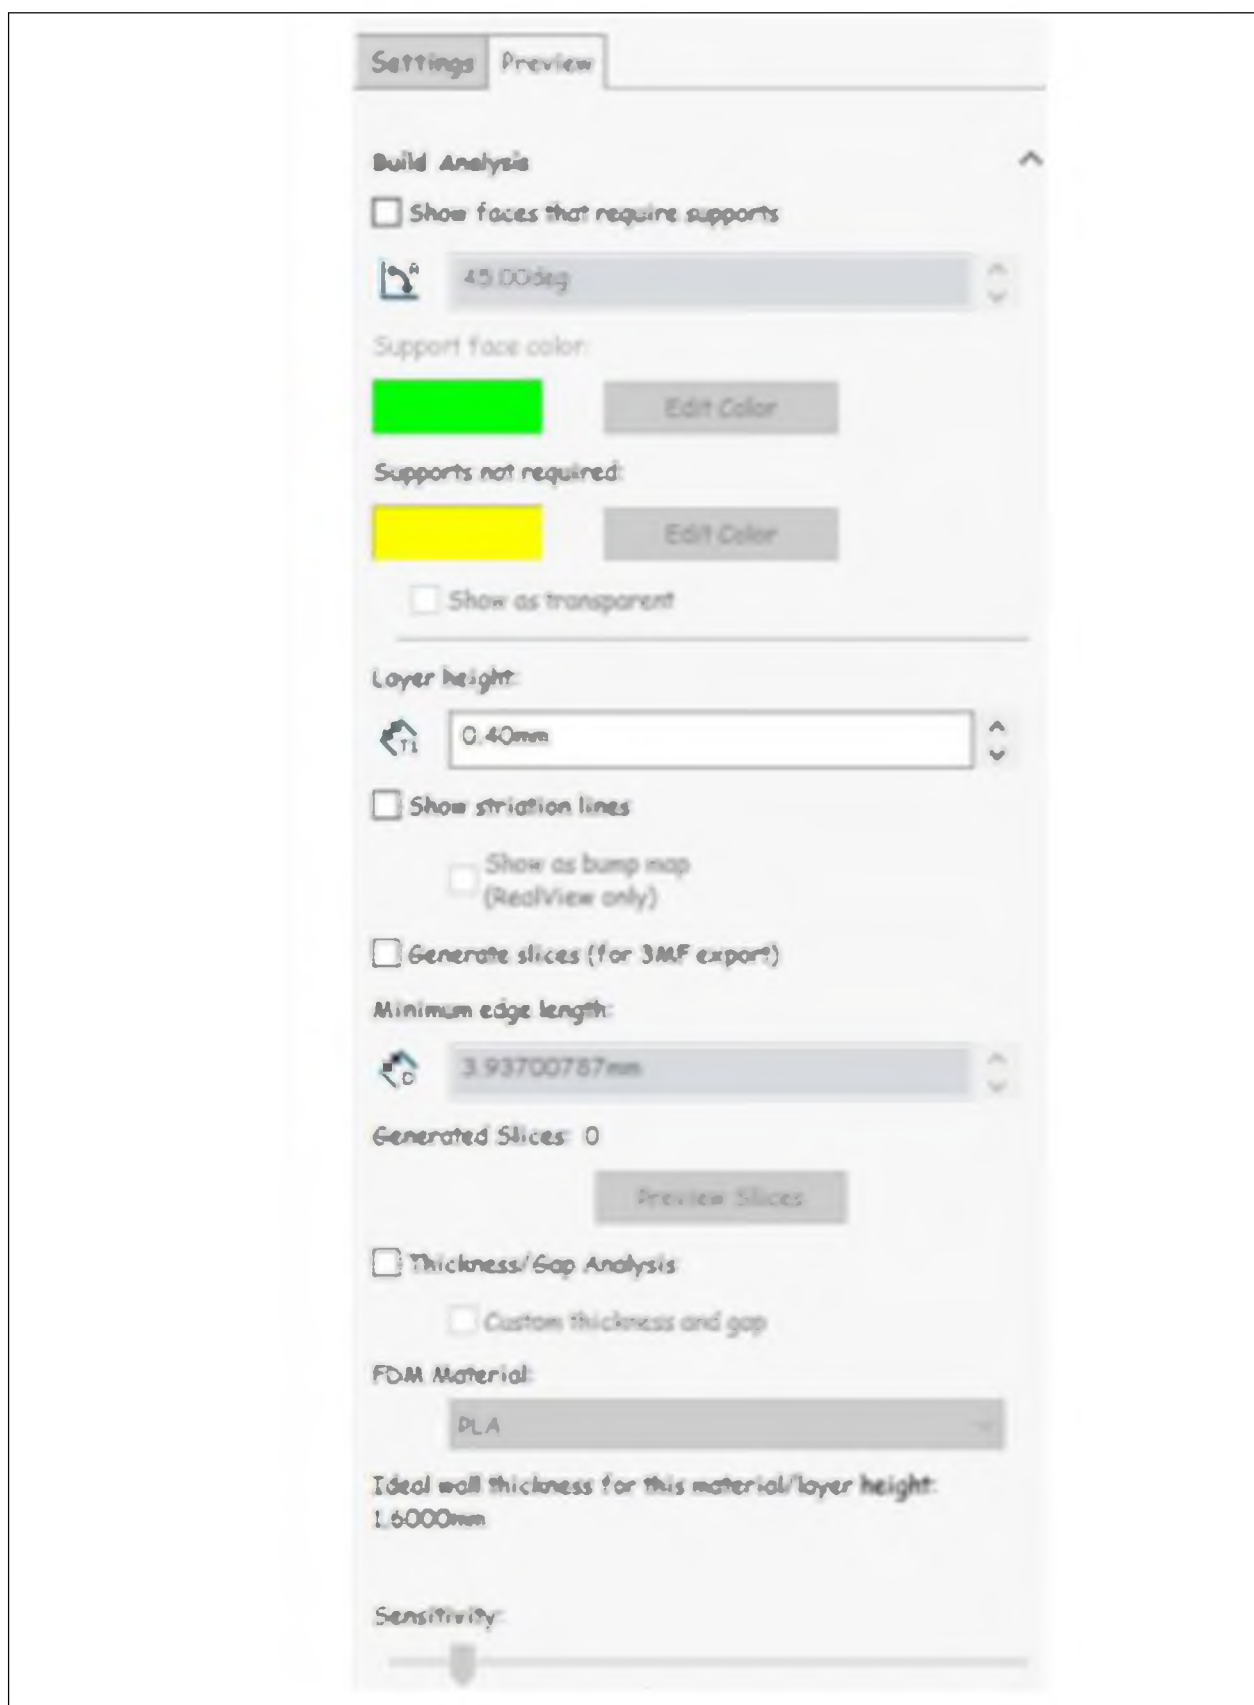 Settings Preview
Build Analysis
Show faces that require supports
A 45.00deg
Support face color:
Edit Color
Supports not required:
Edit Color
Show as transparent
Layer height:
T1 0.40mm
Show striation lines
Show as bump map
(RealView only)
Generate slices (for 3MF export)
Minimum edge length:
D 3.93700787mm
Generated Slices: 0
Preview Slices
Thickness/Gap Analysis
Custom thickness and gap
FDM Material:
PLA
Ideal wall thickness for this material/layer height:
1.6000mm
Sensitivity: